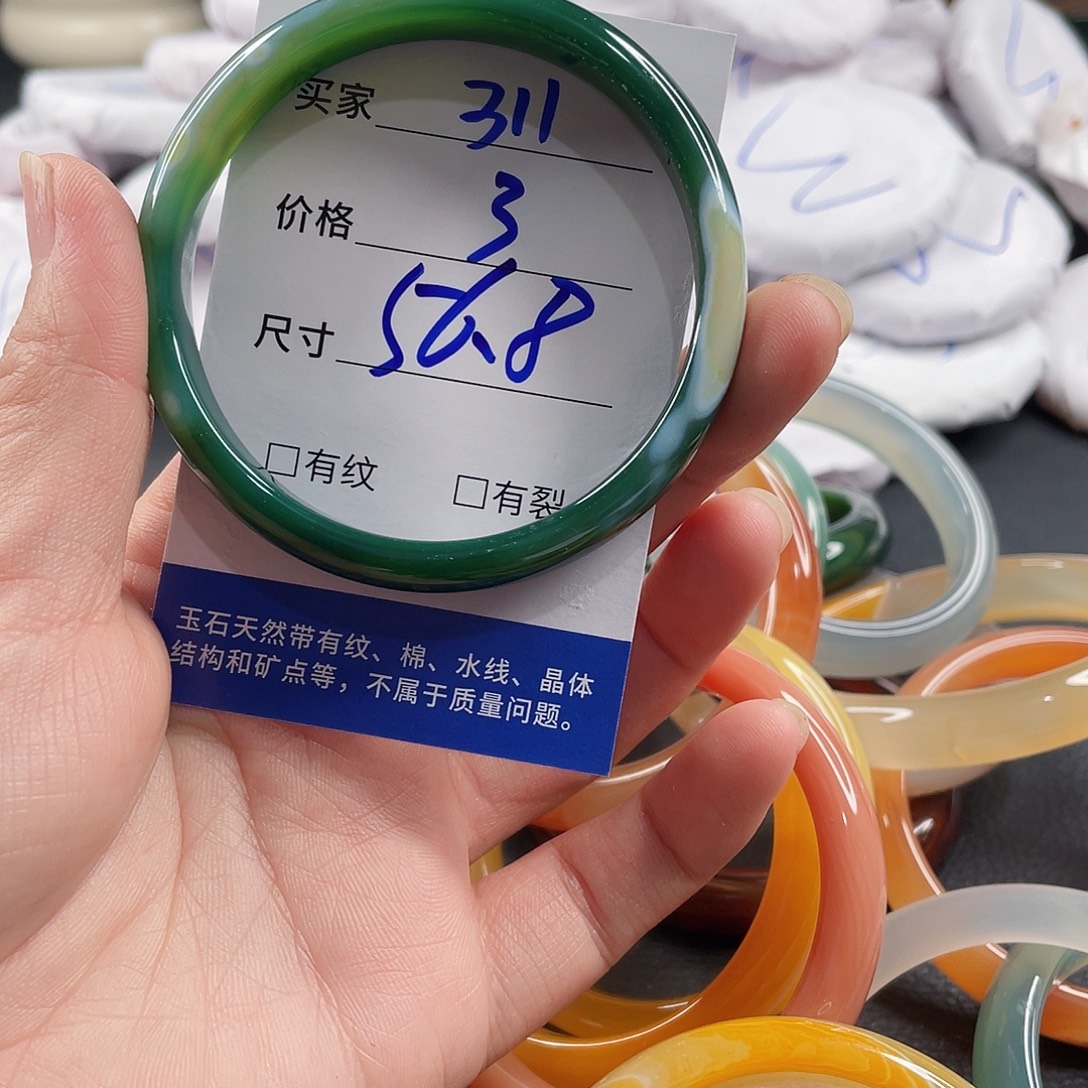 买家 311
价格 3
尺寸 56.8
□有纹 □有裂
玉石天然带有纹、棉、水线、晶体
结构和矿点等，不属于质量问题。